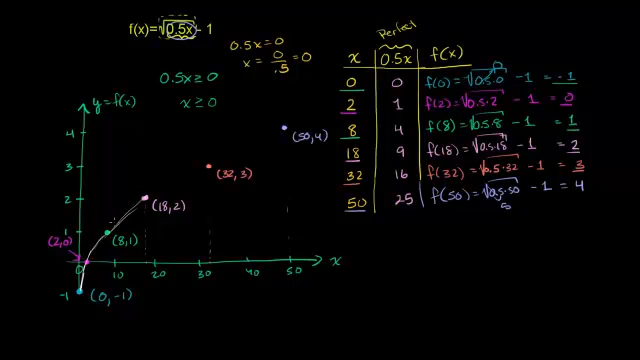 f(x)=√0.5x - 1
0.5x=0
x = 0/.5 = 0
0.5x ≥ 0
x ≥ 0
Perfect
x 0.5x f(x)
0 0 f(0)=√0.5·0 -1 = -1
2 1 f(2)=√0.5·2 -1 = 0
8 4 f(8)=√0.5·8 -1 = 1
18 9 f(18)=√0.5·18 -1 = 2
32 16 f(32)=√0.5·32 -1 = 3
50 25 f(50)=√0.5·50 -1 = 4
0
5
y=f(x)
4
3
2
1
-1
(50,4)
(32,3)
(18,2)
(8,1)
(2,0)
(0,-1)
0 10 20 30 40 50 x